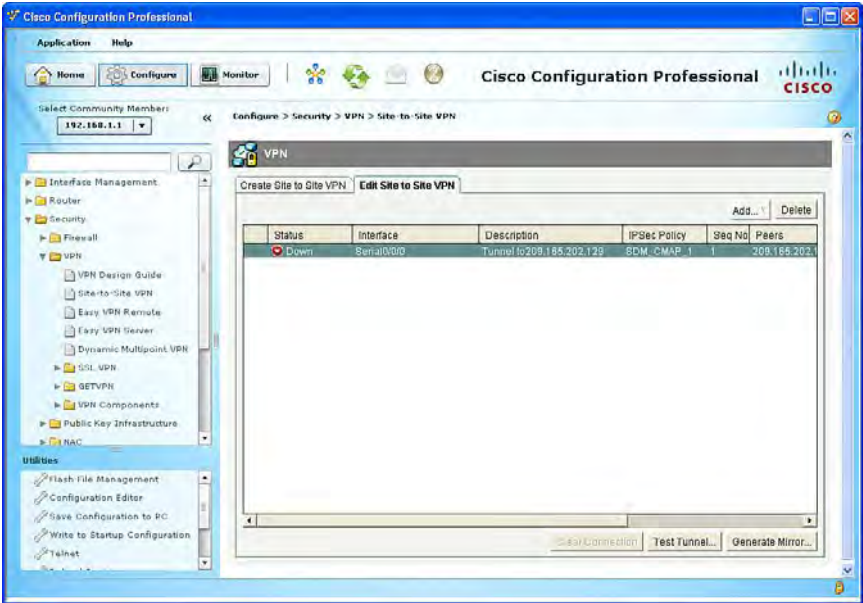 Cisco Configuration Professional
Application Help
Home Configure Monitor Cisco Configuration Professional CISCO
Select Community Member:
192.168.1.1
«
Configure > Security > VPN > Site-to-Site VPN
VPN
Interface Management
Router
Security
Firewall
VPN
VPN Design Guide
Site-to-Site VPN
Easy VPN Remote
Easy VPN Server
Dynamic Multipoint VPN
SSL VPN
GETVPN
VPN Components
Public Key Infrastructure
NAC
Utilities
Flash File Management
Configuration Editor
Save Configuration to PC
Write to Startup Configuration
Telnet
Create Site to Site VPN Edit Site to Site VPN
Add... Delete
Status Interface Description IPSec Policy Seq No Peers
Down Serial0/0/0 Tunnel to209.165.202.129 SDM_CMAP_1 1 209.165.202.1
Clear Connection Test Tunnel... Generate Mirror...